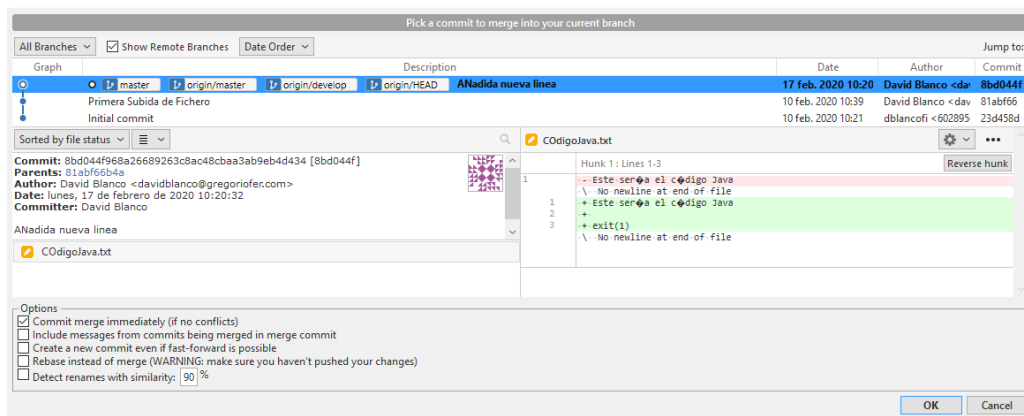 Pick a commit to merge into your current branch
All Branches Show Remote Branches Date Order Jump to:
Graph Description Date Author Commit
master origin/master origin/develop origin/HEAD ANadida nueva linea 17 feb. 2020 10:20 David Blanco <dav 8bd044f
Primera Subida de Fichero 10 feb. 2020 10:39 David Blanco <dav 81abf66
Initial commit 10 feb. 2020 10:21 dblancofi <602895 23d458d
Sorted by file status
Commit: 8bd044f968a26689263c8ac48cbaa3ab9eb4d434 [8bd044f]
Parents: 81abf66b4a
Author: David Blanco <davidblanco@gregoriofer.com>
Date: lunes, 17 de febrero de 2020 10:20:32
Committer: David Blanco
ANadida nueva linea
COdigoJava.txt
COdigoJava.txt
Hunk 1 : Lines 1-3 Reverse hunk
1 - Este ser�a el c�digo Java
\ No newline at end of file
1 + Este ser�a el c�digo Java
2 +
3 + exit(1)
\ No newline at end of file
Options
Commit merge immediately (if no conflicts)
Include messages from commits being merged in merge commit
Create a new commit even if fast-forward is possible
Rebase instead of merge (WARNING: make sure you haven't pushed your changes)
Detect renames with similarity: 90 %
OK Cancel